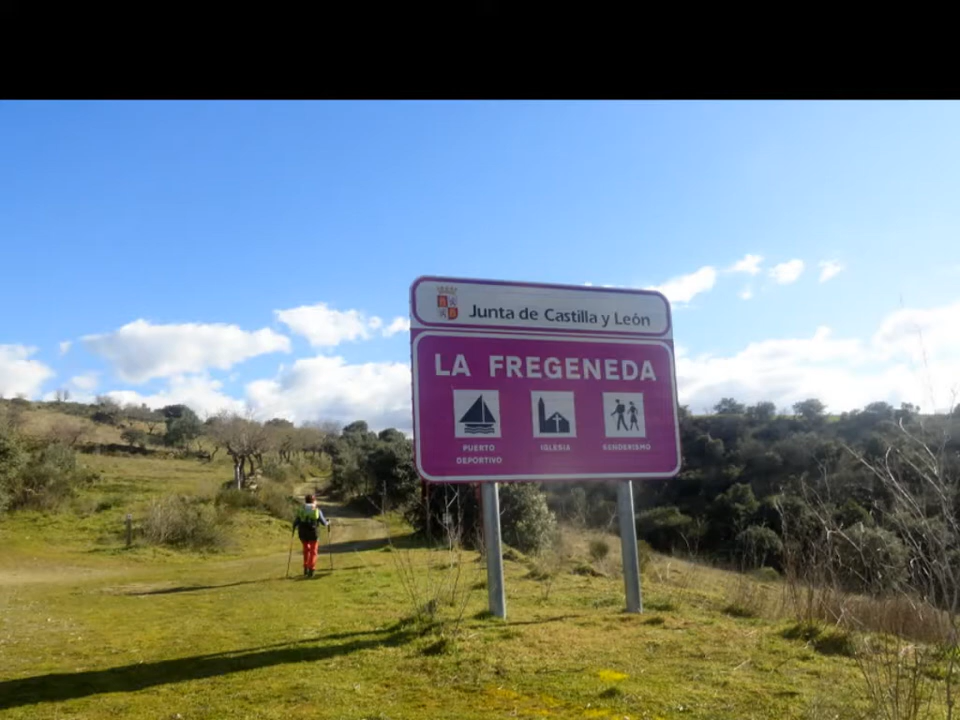 Junta de Castilla y León
LA FREGENEDA
PUERTO
DEPORTIVO
IGLESIA
SENDERISMO